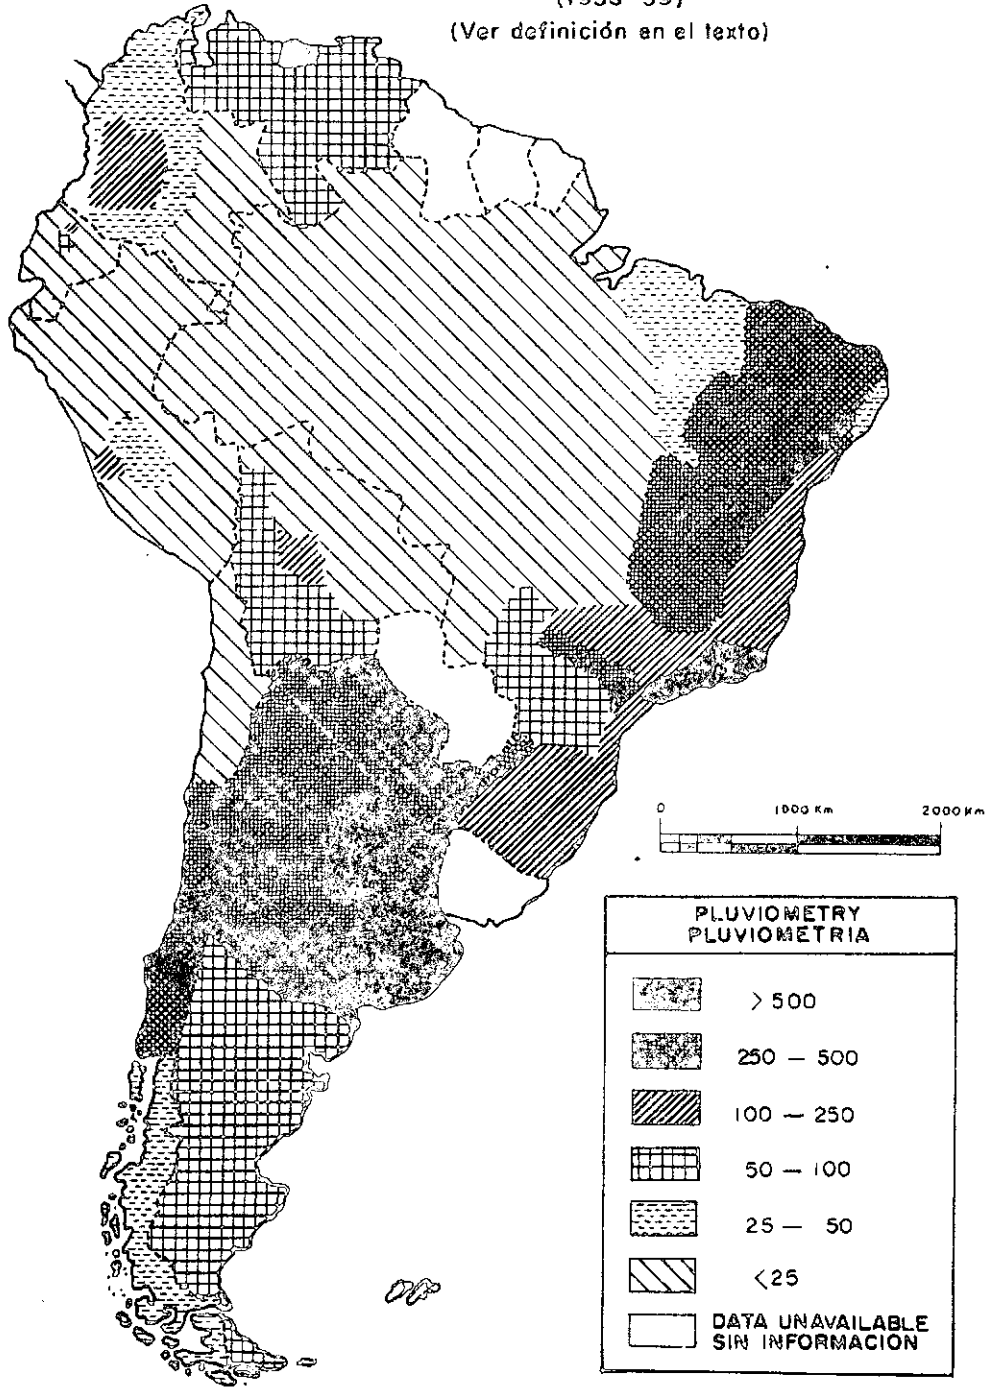 (Ver definición en el texto)
0 1000 Km 2000 Km
PLUVIOMETRY
PLUVIOMETRIA
> 500
250 — 500
100 — 250
50 — 100
25 — 50
<25
DATA UNAVAILABLE
SIN INFORMACION